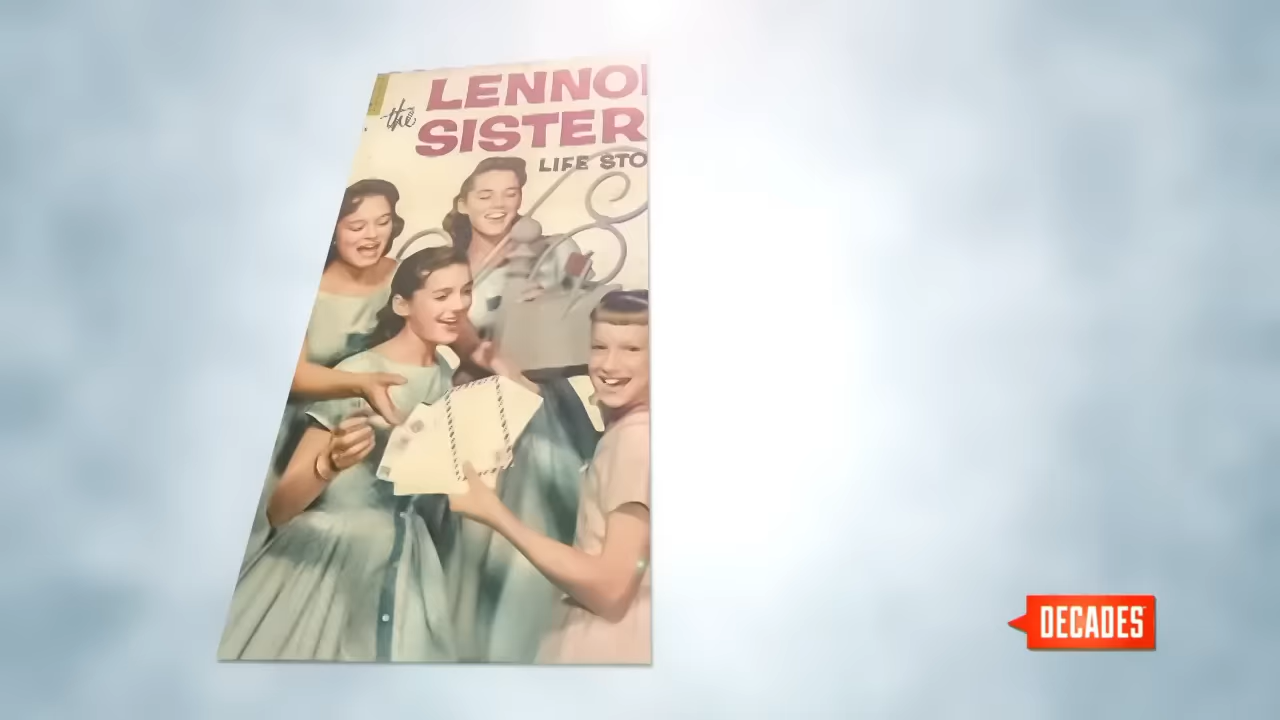 the LENNO
SISTER
LIFE STO
DECADES